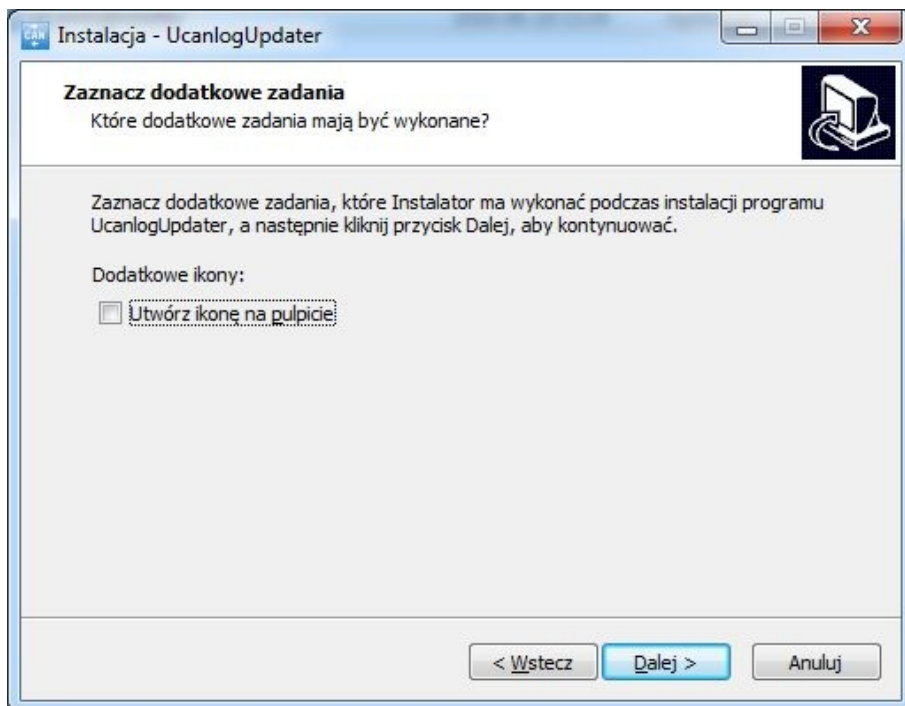 CAN
Instalacja - UcanlogUpdater
Zaznacz dodatkowe zadania
Które dodatkowe zadania mają być wykonane?
Zaznacz dodatkowe zadania, które Instalator ma wykonać podczas instalacji programu
UcanlogUpdater, a następnie kliknij przycisk Dalej, aby kontynuować.
Dodatkowe ikony:
Utwórz ikonę na pulpicie
< Wstecz
Dalej >
Anuluj